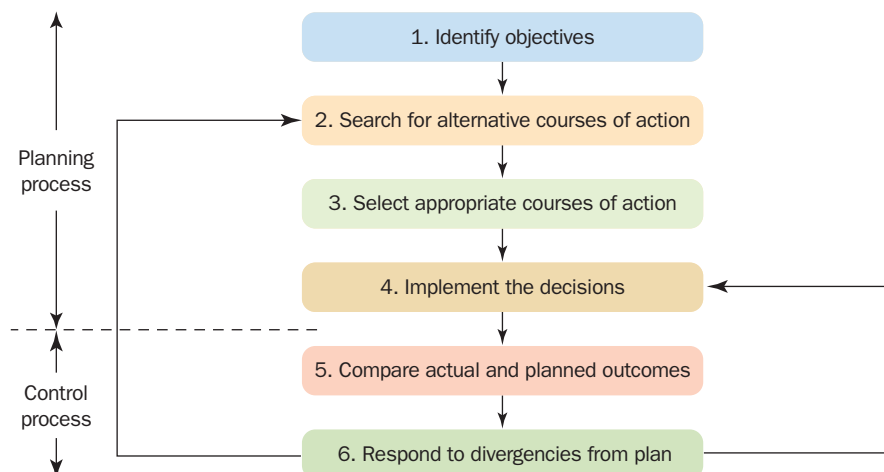 1. Identify objectives
2. Search for alternative courses of action
Planning
process
3. Select appropriate courses of action
4. Implement the decisions
5. Compare actual and planned outcomes
Control
process
6. Respond to divergencies from plan